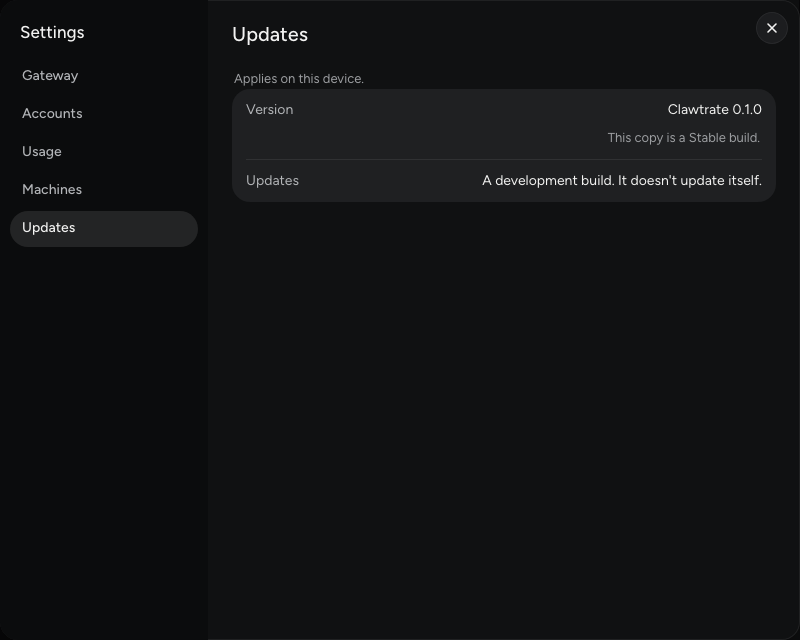 Settings
Gateway
Accounts
Usage
Machines
Updates
Updates
Applies on this device.
Version
Clawtrate 0.1.0
This copy is a Stable build.
Updates
A development build. It doesn't update itself.